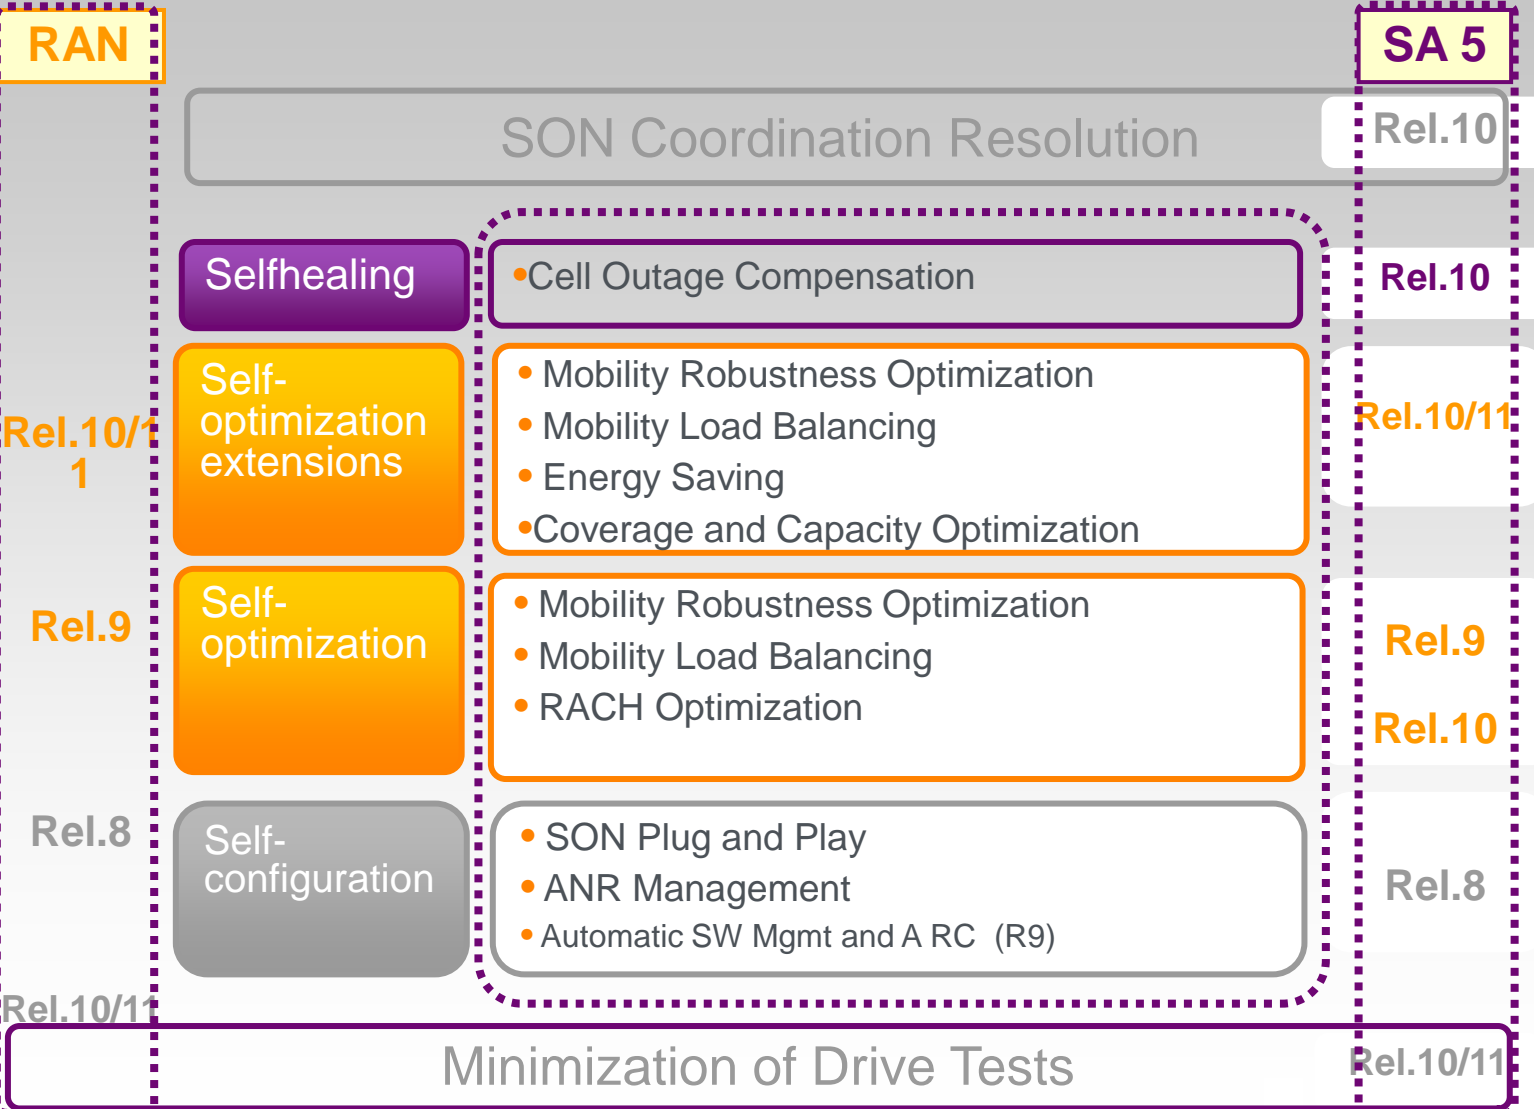 RAN
SA 5
SON Coordination Resolution
Rel.10
Selfhealing
•Cell Outage Compensation
Rel.10
Rel.10/1
1
Self-
optimization
extensions
• Mobility Robustness Optimization
• Mobility Load Balancing
• Energy Saving
•Coverage and Capacity Optimization
Rel.10/11
Rel.9
Self-
optimization
• Mobility Robustness Optimization
• Mobility Load Balancing
• RACH Optimization
Rel.9
Rel.10
Rel.8
Self-
configuration
• SON Plug and Play
• ANR Management
• Automatic SW Mgmt and A RC (R9)
Rel.8
Rel.10/11
Minimization of Drive Tests
Rel.10/11